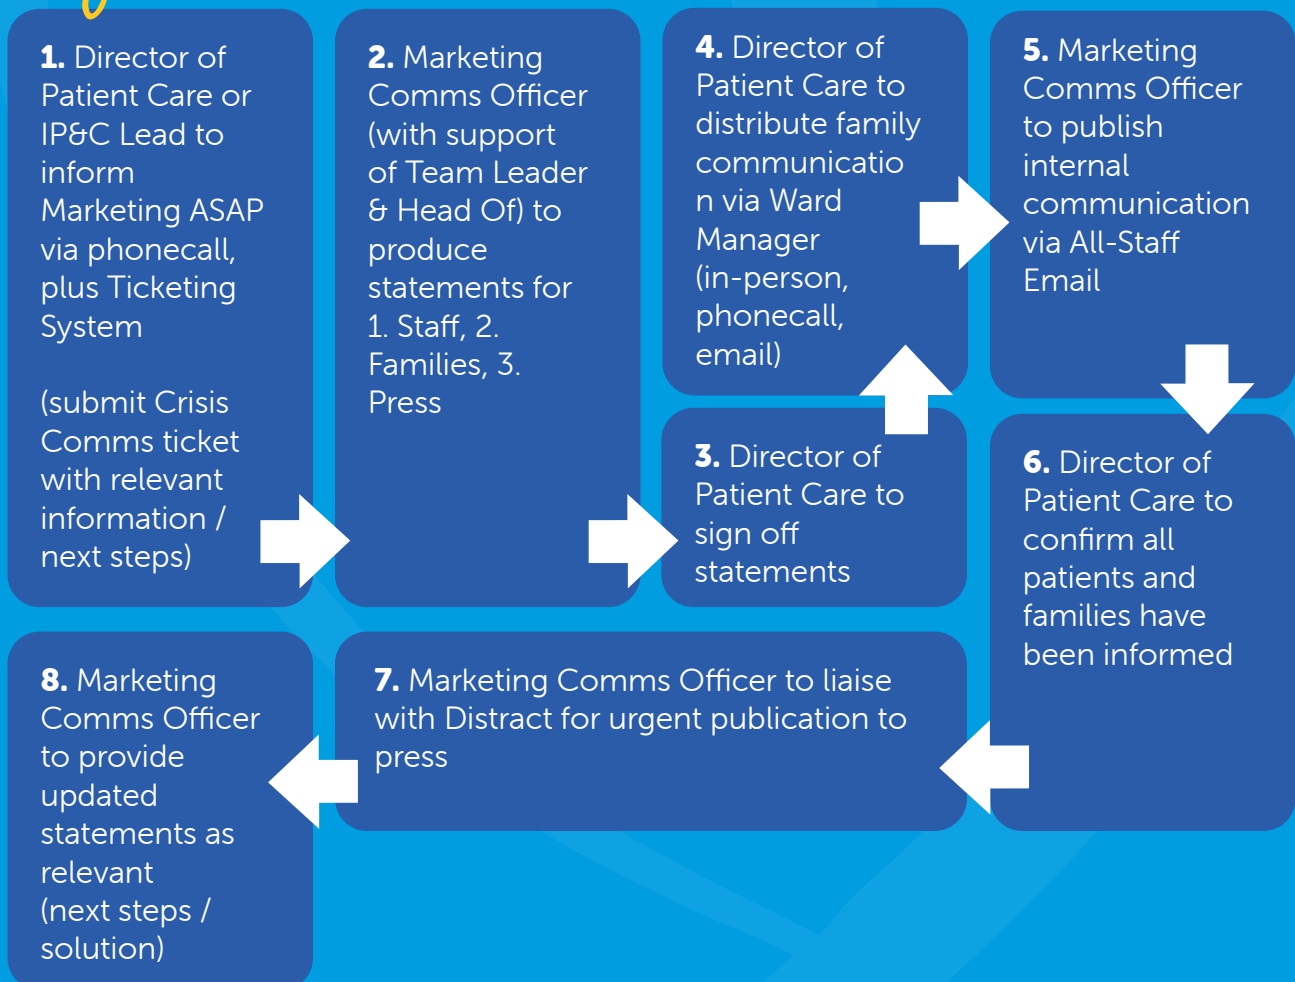 1. Director of
Patient Care or
IP&C Lead to
inform
Marketing ASAP
via phonecall,
plus Ticketing
System
(submit Crisis
Comms ticket
with relevant
information /
next steps)
2. Marketing
Comms Officer
(with support
of Team Leader
& Head Of) to
produce
statements for
1. Staff, 2.
Families, 3.
Press
3. Director of
Patient Care to
sign off
statements
4. Director of
Patient Care to
distribute family
communicatio
n via Ward
Manager
(in-person,
phonecall,
email)
5. Marketing
Comms Officer
to publish
internal
communication
via All-Staff
Email
6. Director of
Patient Care to
confirm all
patients and
families have
been informed
7. Marketing Comms Officer to liaise
with Distract for urgent publication to
press
8. Marketing
Comms Officer
to provide
updated
statements as
relevant
(next steps /
solution)